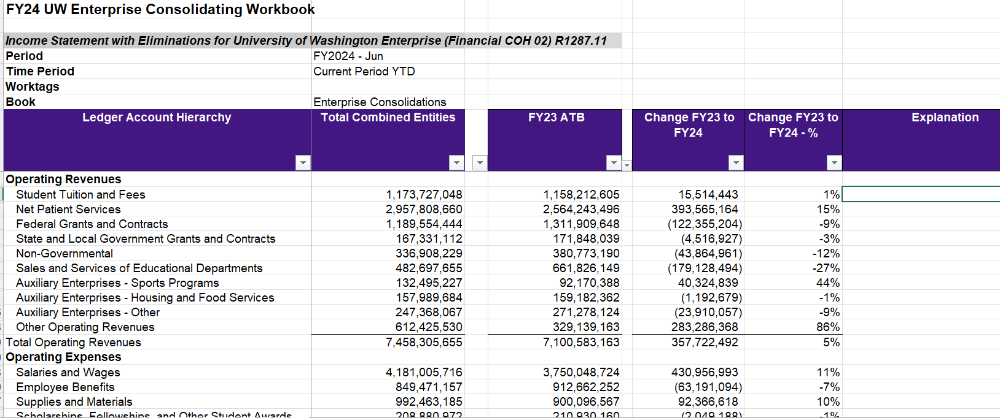 FY24 UW Enterprise Consolidating Workbook
Income Statement with Eliminations for University of Washington Enterprise (Financial COH 02) R1287.11
Period FY2024 - Jun
Time Period Current Period YTD
Worktags
Book Enterprise Consolidations
Ledger Account Hierarchy Total Combined Entities FY23 ATB Change FY23 to FY24 Change FY23 to FY24 - % Explanation
Operating Revenues
Student Tuition and Fees 1,173,727,048 1,158,212,605 15,514,443 1%
Net Patient Services 2,957,808,660 2,564,243,496 393,565,164 15%
Federal Grants and Contracts 1,189,554,444 1,311,909,648 (122,355,204) -9%
State and Local Government Grants and Contracts 167,331,112 171,848,039 (4,516,927) -3%
Non-Governmental 336,908,229 380,773,190 (43,864,961) -12%
Sales and Services of Educational Departments 482,697,655 661,826,149 (179,128,494) -27%
Auxiliary Enterprises - Sports Programs 132,495,227 92,170,388 40,324,839 44%
Auxiliary Enterprises - Housing and Food Services 157,989,684 159,182,362 (1,192,679) -1%
Auxiliary Enterprises - Other 247,368,067 271,278,124 (23,910,057) -9%
Other Operating Revenues 612,425,530 329,139,163 283,286,368 86%
Total Operating Revenues 7,458,305,655 7,100,583,163 357,722,492 5%
Operating Expenses
Salaries and Wages 4,181,005,716 3,750,048,724 430,956,993 11%
Employee Benefits 849,471,157 912,662,252 (63,191,094) -7%
Supplies and Materials 992,463,185 900,096,567 92,366,618 10%
Scholarships, Fellowships, and Other Student Awards 208,880,972 210,930,160 (2,049,188) -1%